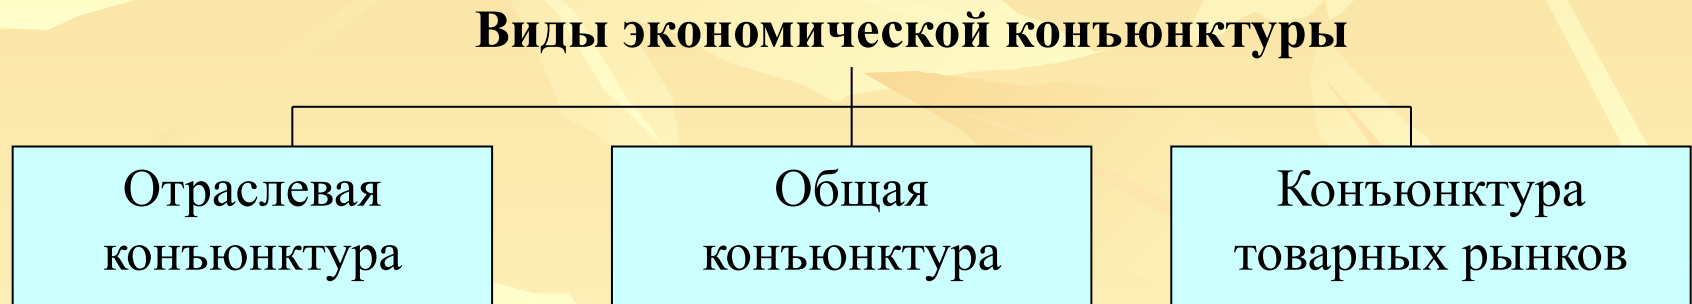 Виды экономической конъюнктуры
Отраслевая
конъюнктура
Общая
конъюнктура
Конъюнктура
товарных рынков